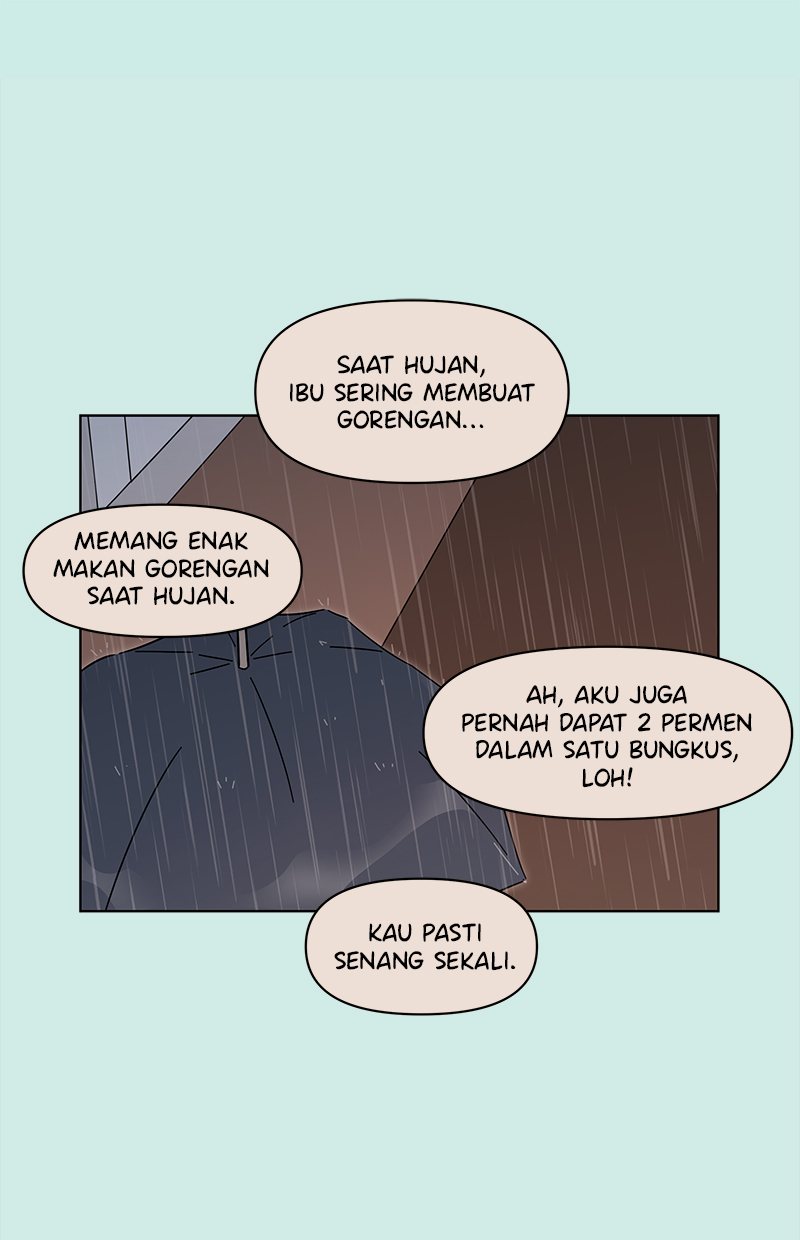 SAAT HUJAN,
IBU SERING MEMBUAT
GORENGAN...
MEMANG ENAK
MAKAN GORENGAN
SAAT HUJAN.
AH, AKU JUGA
PERNAH DAPAT 2 PERMEN
DALAM SATU BUNGKUS,
LOH!
KAU PASTI
SENANG SEKALI.